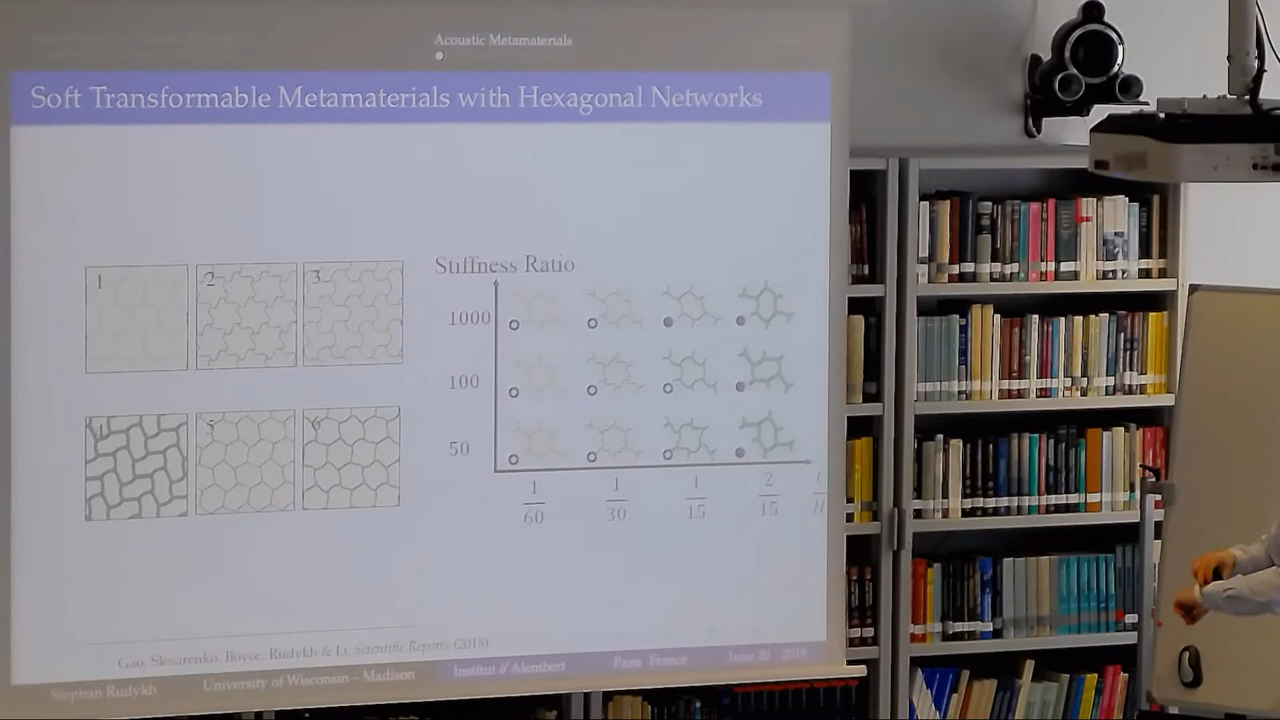 Acoustic Metamaterials
Soft Transformable Metamaterials with Hexagonal Networks
1 2 3
4 5 6
Stiffness Ratio
1000
100
50
1/60 1/30 1/15 2/15
Gao, Slesarenko, Boyce, Rudykh & Li, Scientific Reports (2018)
Stephan Rudykh University of Wisconsin – Madison Institut d'Alembert Paris France June 2019